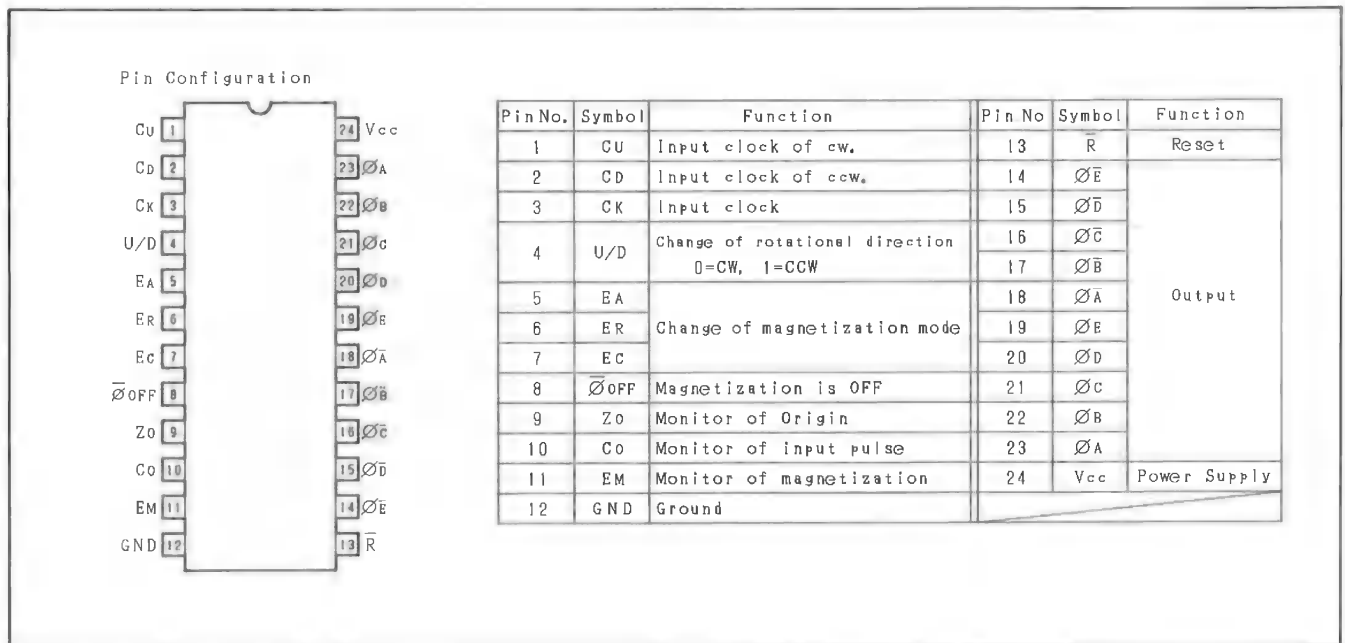 Pin Configuration
CU 1
CD 2
CK 3
U/D 4
EA 5
ER 6
EC 7
Ø̅OFF 8
ZO 9
CO 10
EM 11
GND 12
24 Vcc
23 ØA
22 ØB
21 ØC
20 ØD
19 ØE
18 ØA̅
17 ØB̅
16 ØC̅
15 ØD̅
14 ØE̅
13 R̅
Pin No. Symbol Function Pin No Symbol Function
1 CU Input clock of cw. 13 R̅ Reset
2 CD Input clock of ccw. 14 ØE̅
3 CK Input clock 15 ØD̅
4 U/D Change of rotational direction 16 ØC̅
0=CW, 1=CCW 17 ØB̅
5 EA 18 ØA̅ Output
6 ER Change of magnetization mode 19 ØE
7 EC 20 ØD
8 Ø̅OFF Magnetization is OFF 21 ØC
9 Zo Monitor of Origin 22 ØB
10 Co Monitor of input pulse 23 ØA
11 EM Monitor of magnetization 24 Vcc Power Supply
12 GND Ground